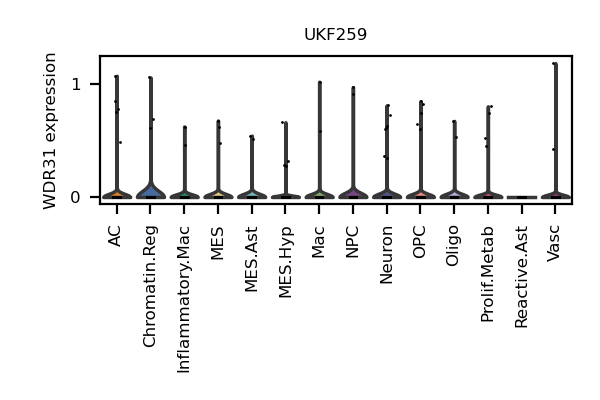 UKF259
WDR31 expression
1
0
AC
Chromatin.Reg
Inflammatory.Mac
MES
MES.Ast
MES.Hyp
Mac
NPC
Neuron
OPC
Oligo
Prolif.Metab
Reactive.Ast
Vasc